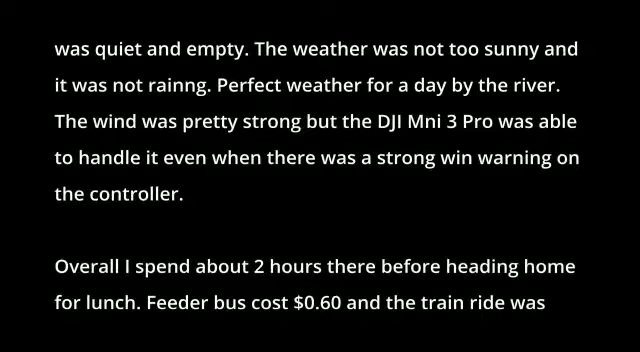 was quiet and empty. The weather was not too sunny and
it was not rainng. Perfect weather for a day by the river.
The wind was pretty strong but the DJI Mni 3 Pro was able
to handle it even when there was a strong win warning on
the controller.
Overall I spend about 2 hours there before heading home
for lunch. Feeder bus cost $0.60 and the train ride was